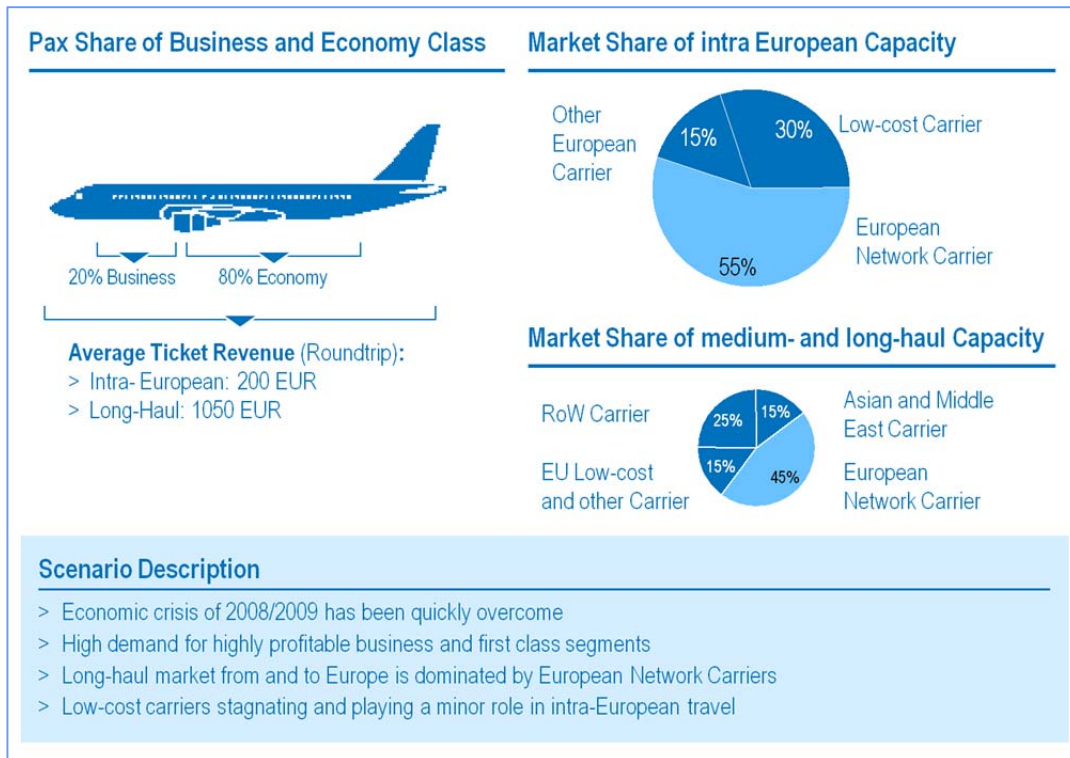 Pax Share of Business and Economy Class
20% Business
80% Economy
Average Ticket Revenue (Roundtrip):
> Intra- European: 200 EUR
> Long-Haul: 1050 EUR
Market Share of intra European Capacity
Other
European
Carrier
15%
30%
Low-cost Carrier
55%
European
Network Carrier
Market Share of medium- and long-haul Capacity
RoW Carrier
25%
15%
Asian and Middle
East Carrier
EU Low-cost
and other Carrier
15%
45%
European
Network Carrier
Scenario Description
> Economic crisis of 2008/2009 has been quickly overcome
> High demand for highly profitable business and first class segments
> Long-haul market from and to Europe is dominated by European Network Carriers
> Low-cost carriers stagnating and playing a minor role in intra-European travel